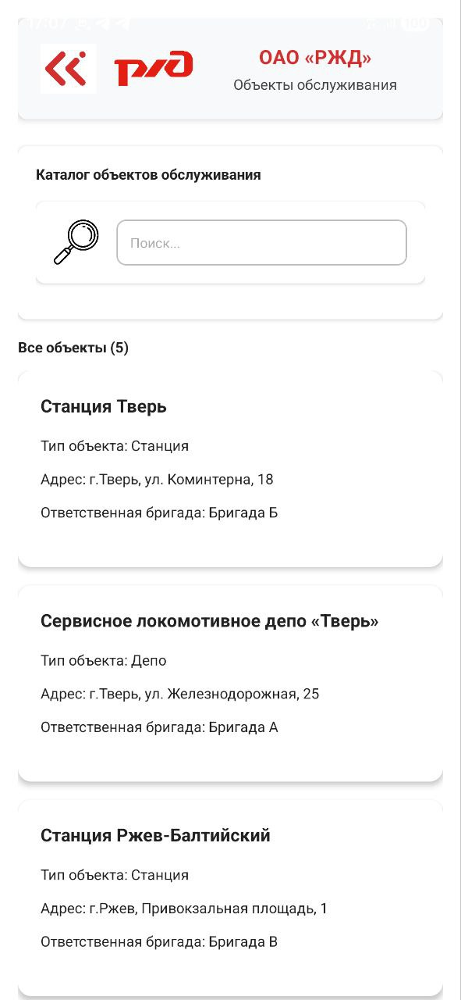 17:07
100
РЖД
ОАО «РЖД»
Объекты обслуживания
Каталог объектов обслуживания
Поиск...
Все объекты (5)
Станция Тверь
Тип объекта: Станция
Адрес: г.Тверь, ул. Коминтерна, 18
Ответственная бригада: Бригада Б
Сервисное локомотивное депо «Тверь»
Тип объекта: Депо
Адрес: г.Тверь, ул. Железнодорожная, 25
Ответственная бригада: Бригада А
Станция Ржев-Балтийский
Тип объекта: Станция
Адрес: г.Ржев, Привокзальная площадь, 1
Ответственная бригада: Бригада В